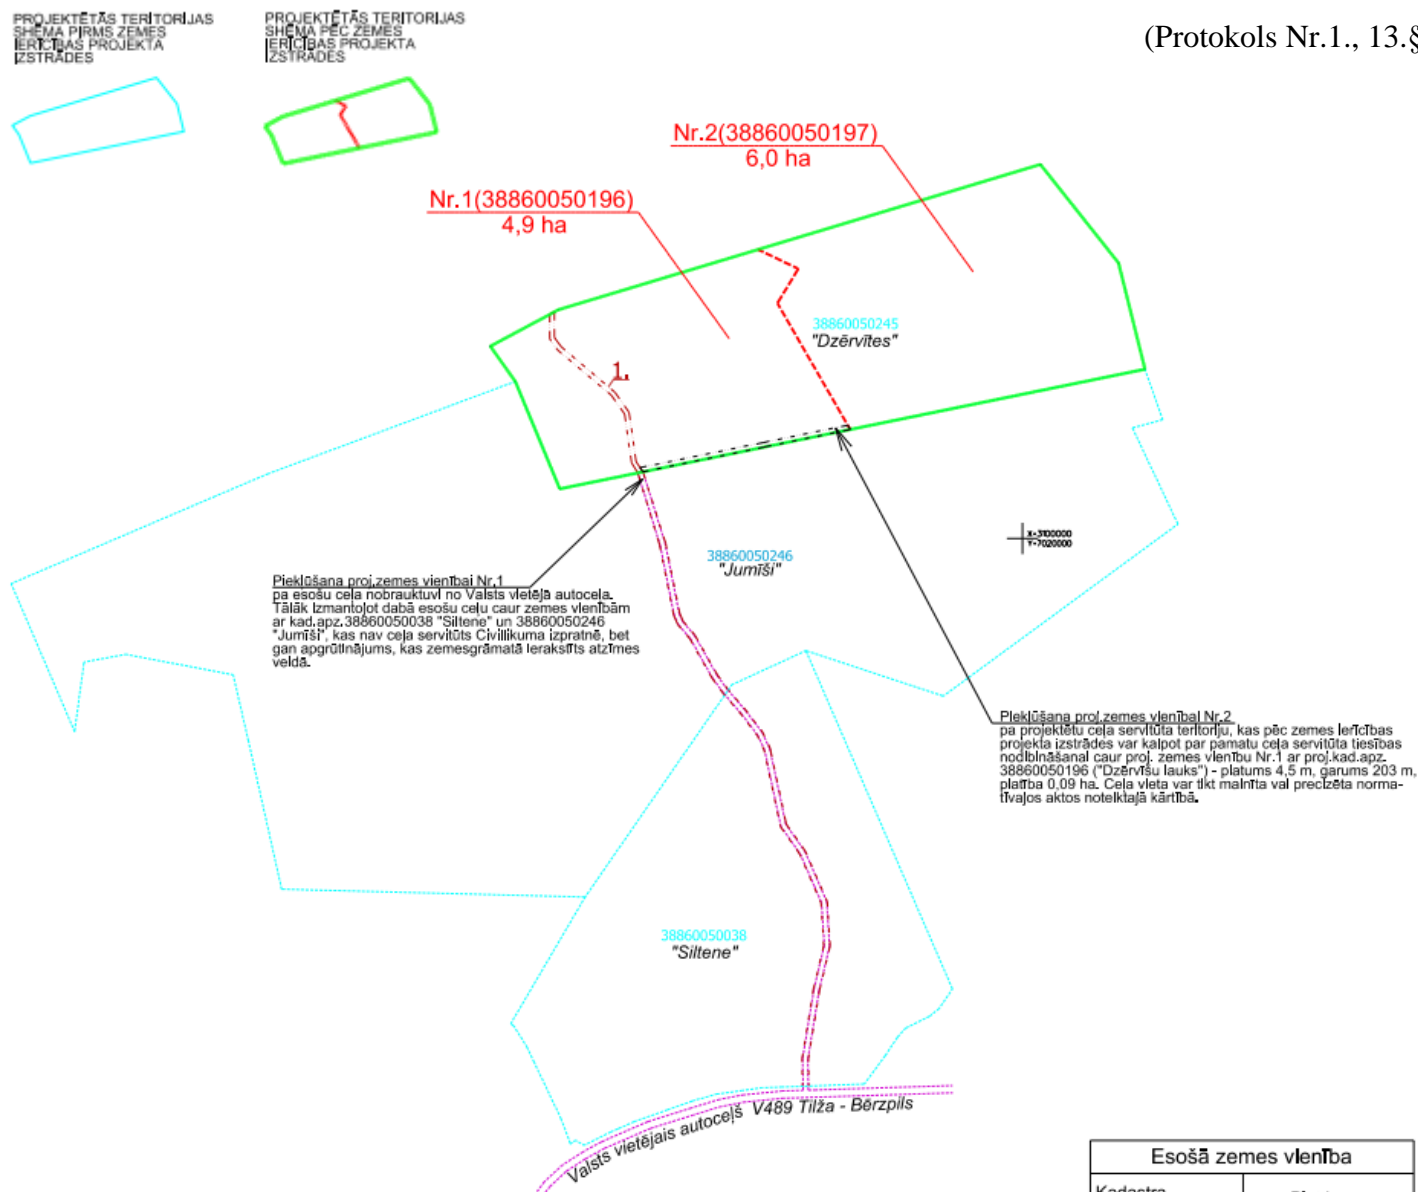 PROJEKTĒTĀS TERITORIJAS
SHĒMA PIRMS ZEMES
IERĪCĪBAS PROJEKTA
IZSTRĀDES
PROJEKTĒTĀS TERITORIJAS
SHĒMA PĒC ZEMES
IERĪCĪBAS PROJEKTA
IZSTRĀDES
(Protokols Nr.1., 13.§
Nr.2(38860050197)
6,0 ha
Nr.1(38860050196)
4,9 ha
38860050245
"Dzērvītes"
1.
X-3100000
Y-7020000
38860050246
"Jumīši"
Piekļūšana proj.zemes vienībai Nr.1
pa esošu ceļa nobrauktuvi no Valsts vietējā autoceļa.
Tālāk izmantojot dabā esošu ceļu caur zemes vienībām
ar kad.apz.38860050038 "Siltene" un 38860050246
"Jumīši", kas nav ceļa servitūts Civillikuma izpratnē, bet
gan apgrūtinājums, kas zemesgrāmatā ierakstīts atzīmes
veidā.
Piekļūšana proj.zemes vienībai Nr.2
pa projektētu ceļa servitūta teritoriju, kas pēc zemes ierīcības
projekta izstrādes var kalpot par pamatu ceļa servitūta tiesības
nodibināšanai caur proj. zemes vienību Nr.1 ar proj.kad.apz.
38860050196 ("Dzērvīšu lauks") - platums 4,5 m, garums 203 m,
platība 0,09 ha. Ceļa vieta var tikt mainīta vai precizēta norma-
tīvajos aktos noteiktajā kārtībā.
38860050038
"Siltene"
Valsts vietējais autoceļš V489 Tilža - Bērzpils
Esošā zemes vienība
Kadastra